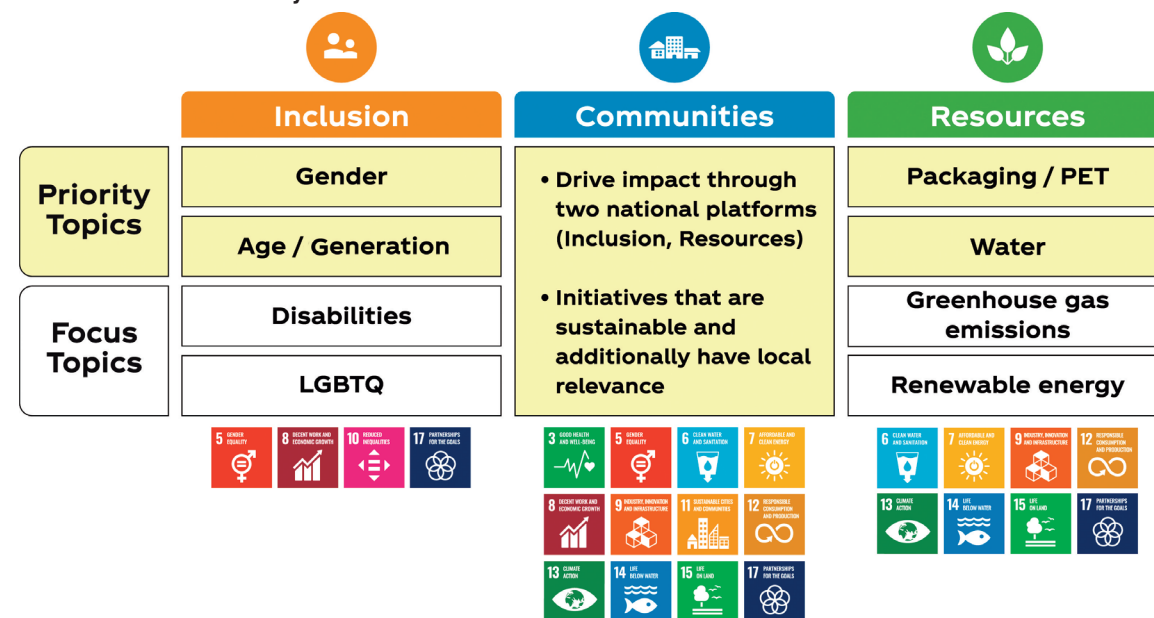 Inclusion
Communities
Resources
Priority
Topics
Gender
Age / Generation
Focus
Topics
Disabilities
LGBTQ
• Drive impact through
two national platforms
(Inclusion, Resources)
• Initiatives that are
sustainable and
additionally have local
relevance
Packaging / PET
Water
Greenhouse gas
emissions
Renewable energy
5 GENDER
EQUALITY
8 DECENT WORK AND
ECONOMIC GROWTH
10 REDUCED
INEQUALITIES
17 PARTNERSHIPS
FOR THE GOALS
3 GOOD HEALTH
AND WELL-BEING
5 GENDER
EQUALITY
6 CLEAN WATER
AND SANITATION
7 AFFORDABLE AND
CLEAN ENERGY
8 DECENT WORK AND
ECONOMIC GROWTH
9 INDUSTRY, INNOVATION
AND INFRASTRUCTURE
11 SUSTAINABLE CITIES
AND COMMUNITIES
12 RESPONSIBLE
CONSUMPTION
AND PRODUCTION
13 CLIMATE
ACTION
14 LIFE
BELOW WATER
15 LIFE
ON LAND
17 PARTNERSHIPS
FOR THE GOALS
6 CLEAN WATER
AND SANITATION
7 AFFORDABLE AND
CLEAN ENERGY
9 INDUSTRY, INNOVATION
AND INFRASTRUCTURE
12 RESPONSIBLE
CONSUMPTION
AND PRODUCTION
13 CLIMATE
ACTION
14 LIFE
BELOW WATER
15 LIFE
ON LAND
17 PARTNERSHIPS
FOR THE GOALS